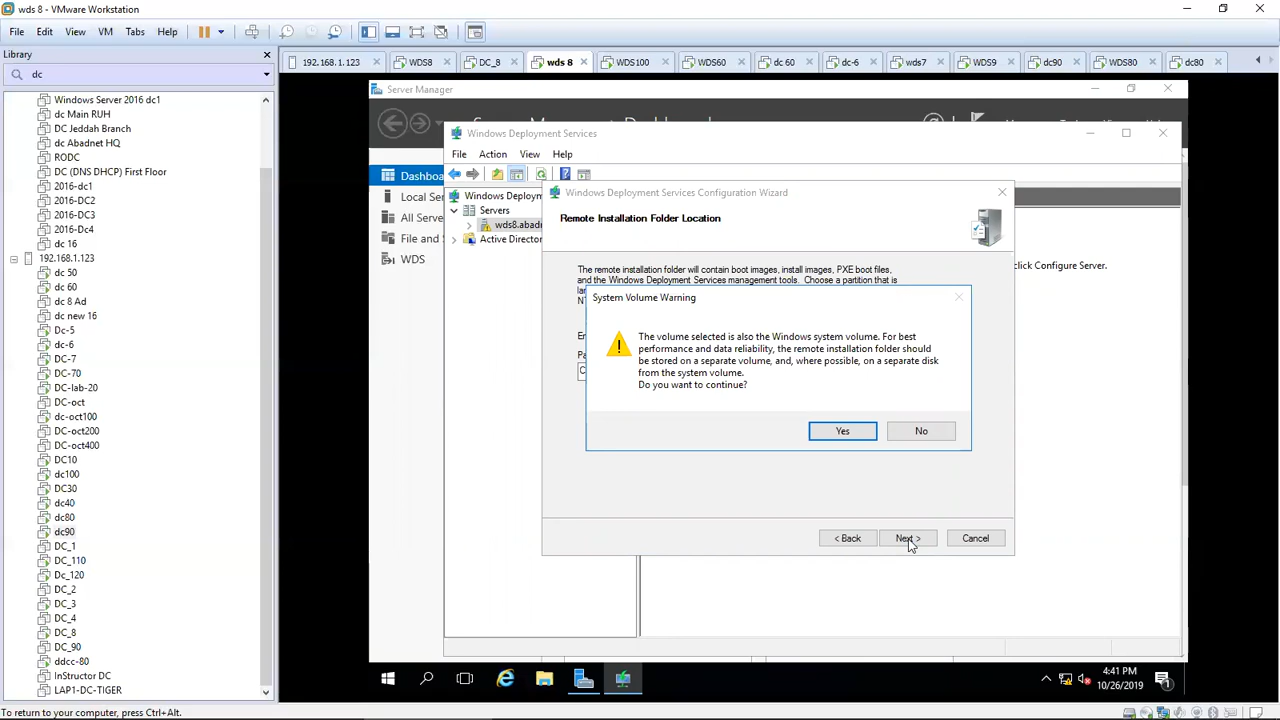 wds 8 - VMware Workstation
File Edit View VM Tabs Help
Library
dc
Windows Server 2016 dc1
dc Main RUH
DC Jeddah Branch
dc Abadnet HQ
RODC
DC (DNS DHCP) First Floor
2016-dc1
2016-DC2
2016-DC3
2016-Dc4
dc 16
192.168.1.123
dc 50
dc 60
dc 8 Ad
dc new 16
Dc-5
dc-6
DC-7
DC-70
DC-lab-20
DC-oct
dc-oct100
DC-oct200
DC-oct400
DC10
dc100
DC30
dc40
dc80
dc90
DC_1
DC_110
DC_120
DC_2
DC_3
DC_4
DC_8
DC_90
ddcc-80
InStructor DC
LAP1-DC-TIGER
To return to your computer, press Ctrl+Alt.
192.168.1.123 WDS8 DC_8 wds 8 WDS100 WDS60 dc 60 dc-6 wds7 WDS9 dc90 WDS80 dc80
Server Manager
Dashboa
Local Ser
All Serve
File and S
WDS
Windows Deployment Services
File Action View Help
Windows Deploym
Servers
wds8.abadn
Active Director
click Configure Server.
Windows Deployment Services Configuration Wizard
Remote Installation Folder Location
The remote installation folder will contain boot images, install images, PXE boot files,
and the Windows Deployment Services management tools. Choose a partition that is
System Volume Warning
The volume selected is also the Windows system volume. For best
performance and data reliability, the remote installation folder should
be stored on a separate volume, and, where possible, on a separate disk
from the system volume.
Do you want to continue?
Yes No
< Back Next > Cancel
4:41 PM
10/26/2019